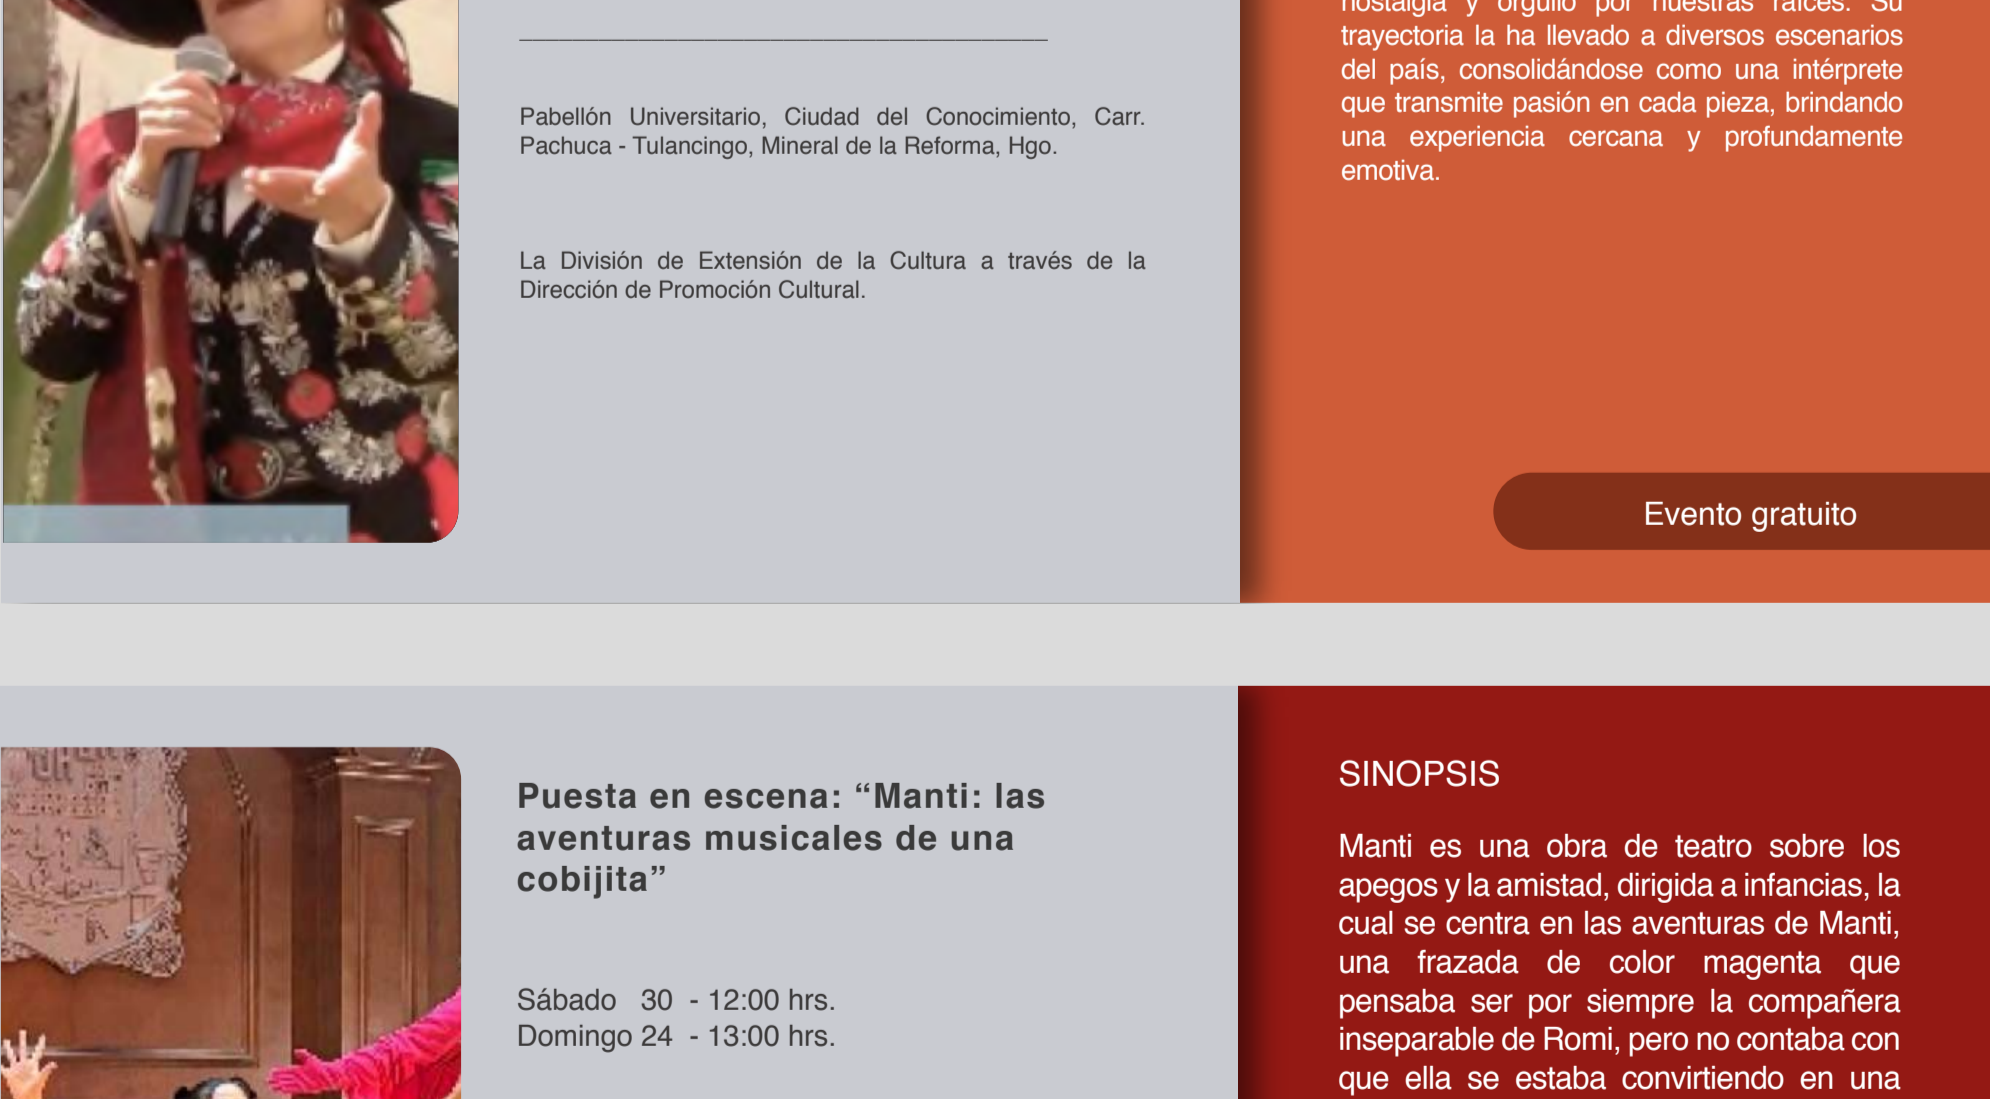 Pabellón Universitario, Ciudad del Conocimiento, Carr.
Pachuca - Tulancingo, Mineral de la Reforma, Hgo.
La División de Extensión de la Cultura a través de la
Dirección de Promoción Cultural.
nostalgia y orgullo por nuestras raíces. Su
trayectoria la ha llevado a diversos escenarios
del país, consolidándose como una intérprete
que transmite pasión en cada pieza, brindando
una experiencia cercana y profundamente
emotiva.
Evento gratuito
Puesta en escena: “Manti: las
aventuras musicales de una
cobijita”
Sábado 30 - 12:00 hrs.
Domingo 24 - 13:00 hrs.
SINOPSIS
Manti es una obra de teatro sobre los
apegos y la amistad, dirigida a infancias, la
cual se centra en las aventuras de Manti,
una frazada de color magenta que
pensaba ser por siempre la compañera
inseparable de Romi, pero no contaba con
que ella se estaba convirtiendo en una